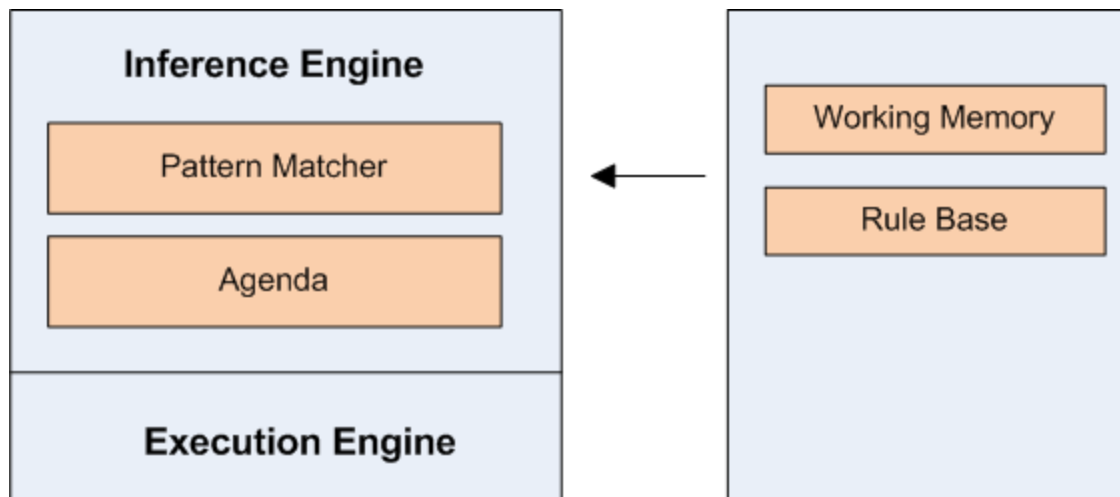 Inference Engine
Pattern Matcher
Agenda
Execution Engine
Working Memory
Rule Base